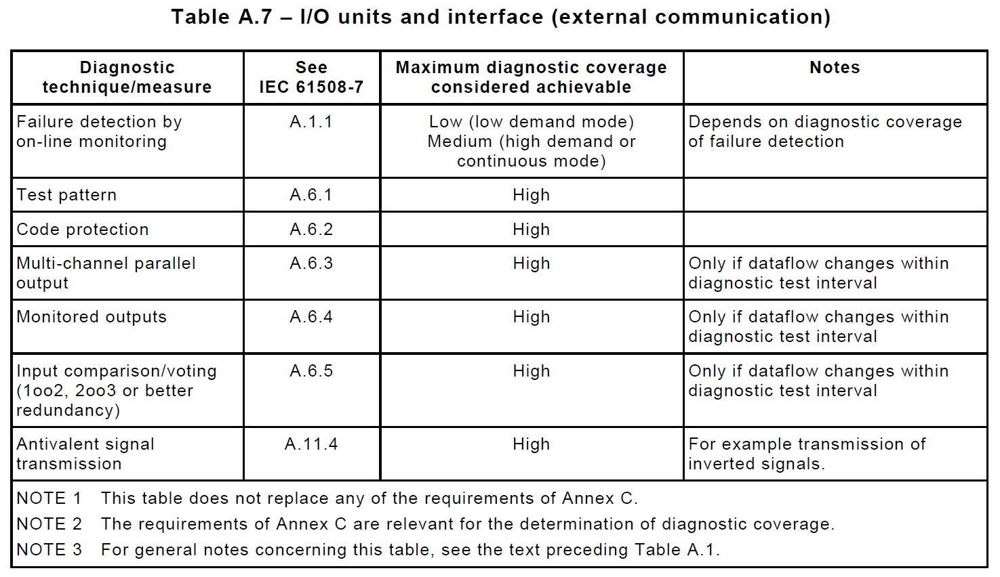 Table A.7 – I/O units and interface (external communication)
Diagnostic
technique/measure
See
IEC 61508-7
Maximum diagnostic coverage
considered achievable
Notes
Failure detection by
on-line monitoring
A.1.1
Low (low demand mode)
Medium (high demand or
continuous mode)
Depends on diagnostic coverage
of failure detection
Test pattern
A.6.1
High
Code protection
A.6.2
High
Multi-channel parallel
output
A.6.3
High
Only if dataflow changes within
diagnostic test interval
Monitored outputs
A.6.4
High
Only if dataflow changes within
diagnostic test interval
Input comparison/voting
(1oo2, 2oo3 or better
redundancy)
A.6.5
High
Only if dataflow changes within
diagnostic test interval
Antivalent signal
transmission
A.11.4
High
For example transmission of
inverted signals.
NOTE 1 This table does not replace any of the requirements of Annex C.
NOTE 2 The requirements of Annex C are relevant for the determination of diagnostic coverage.
NOTE 3 For general notes concerning this table, see the text preceding Table A.1.